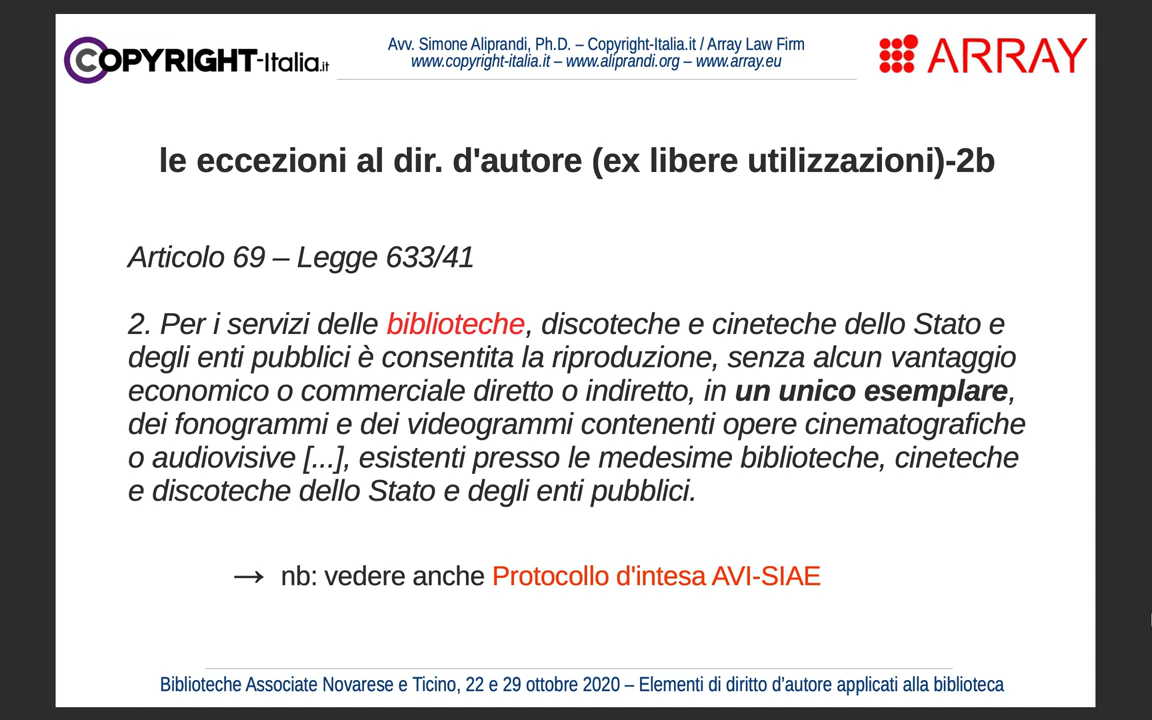 COPYRIGHT-Italia.it
Avv. Simone Aliprandi, Ph.D. – Copyright-Italia.it / Array Law Firm
www.copyright-italia.it – www.aliprandi.org – www.array.eu
ARRAY
le eccezioni al dir. d'autore (ex libere utilizzazioni)-2b
Articolo 69 – Legge 633/41
2. Per i servizi delle biblioteche, discoteche e cineteche dello Stato e
degli enti pubblici è consentita la riproduzione, senza alcun vantaggio
economico o commerciale diretto o indiretto, in un unico esemplare,
dei fonogrammi e dei videogrammi contenenti opere cinematografiche
o audiovisive [...], esistenti presso le medesime biblioteche, cineteche
e discoteche dello Stato e degli enti pubblici.
→ nb: vedere anche Protocollo d'intesa AVI-SIAE
Biblioteche Associate Novarese e Ticino, 22 e 29 ottobre 2020 – Elementi di diritto d'autore applicati alla biblioteca